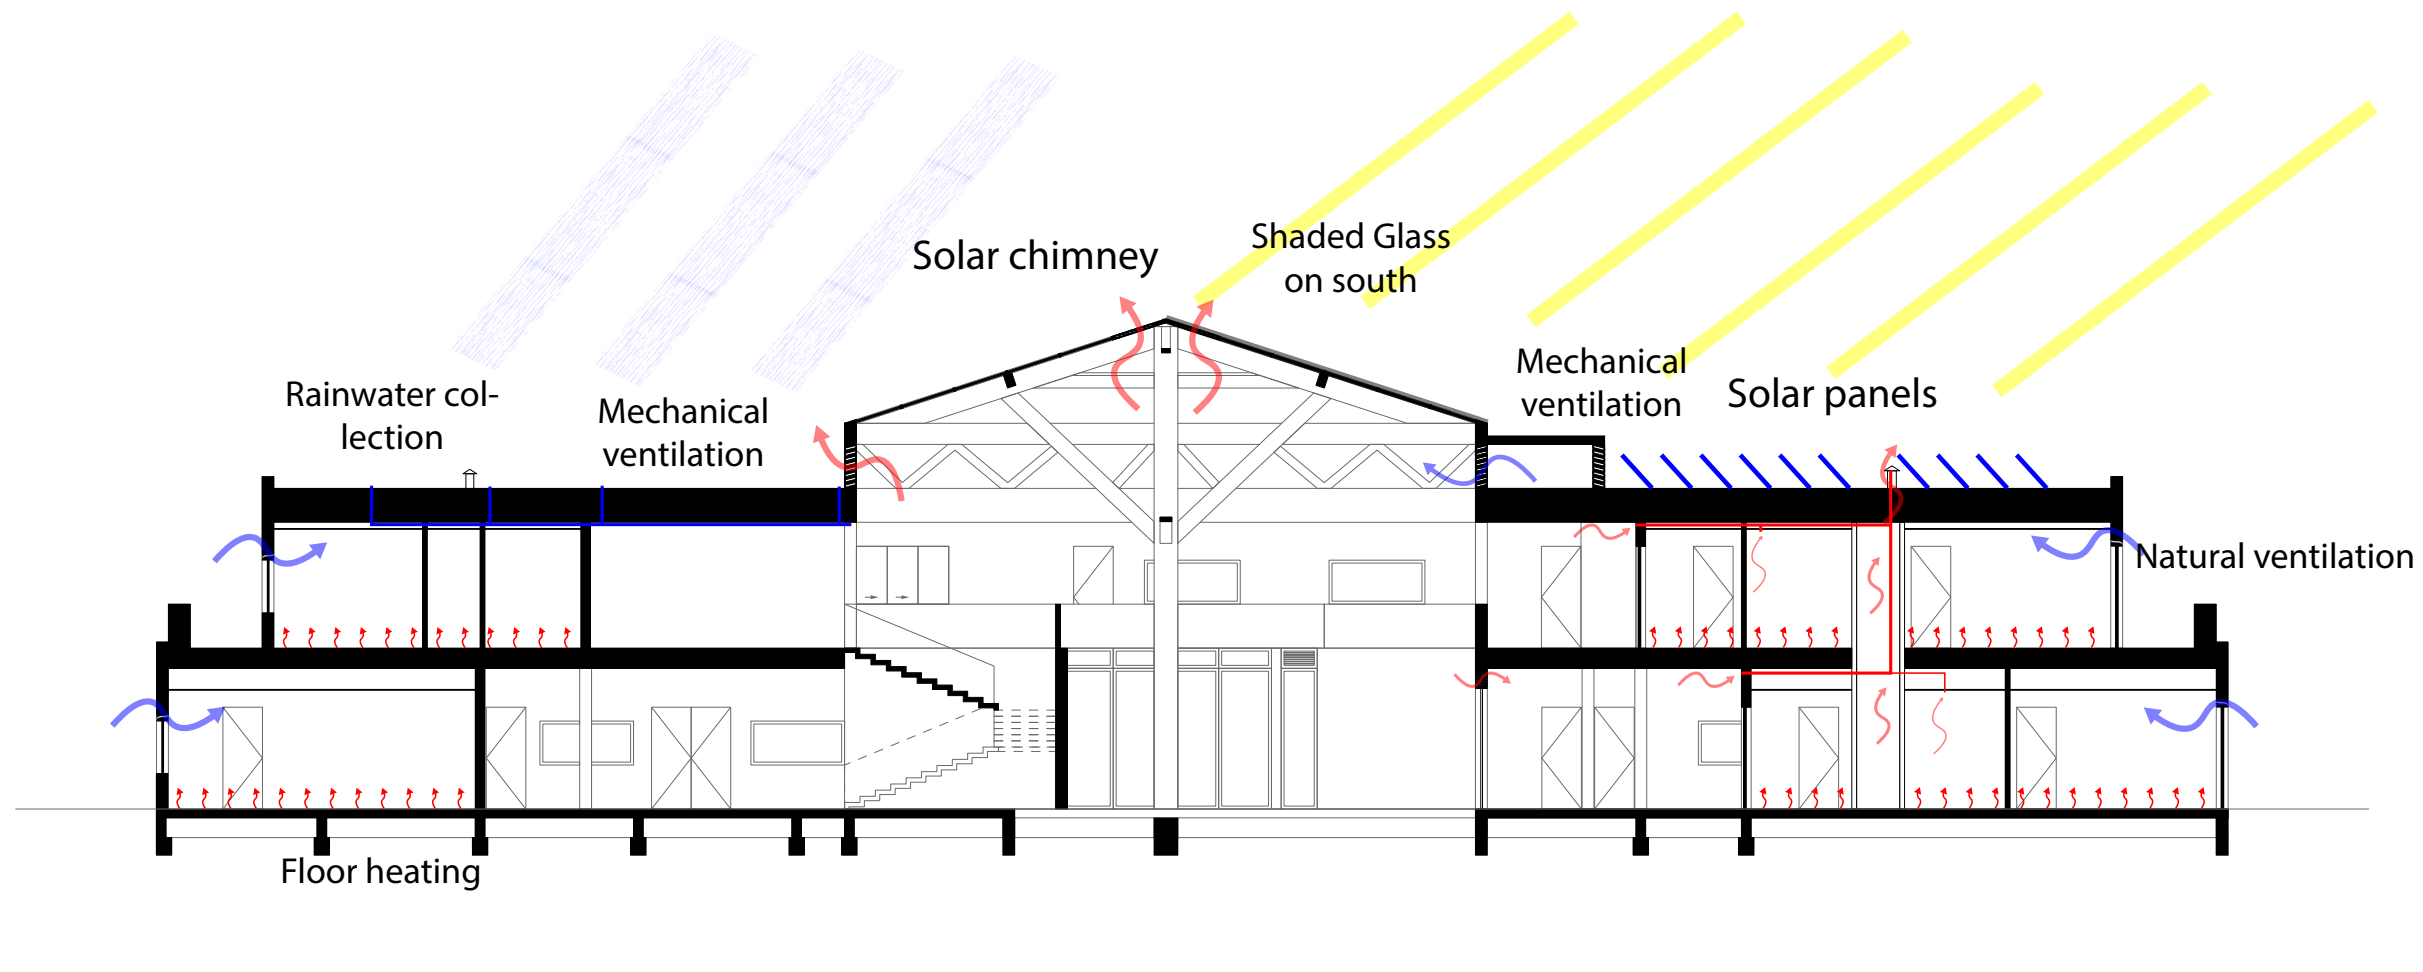 Solar chimney
Shaded Glass
on south
Rainwater col-
lection
Mechanical
ventilation
Mechanical
ventilation
Solar panels
Natural ventilation
Floor heating